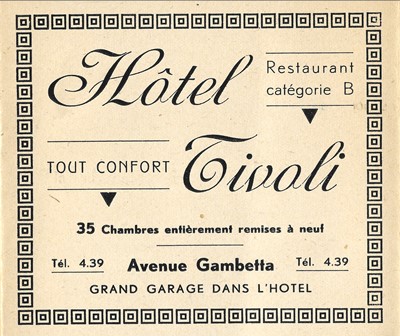 Hôtel
Restaurant
catégorie B
TOUT CONFORT
Tivoli
35 Chambres entièrement remises à neuf
Tél. 4.39 Avenue Gambetta Tél. 4.39
GRAND GARAGE DANS L'HOTEL